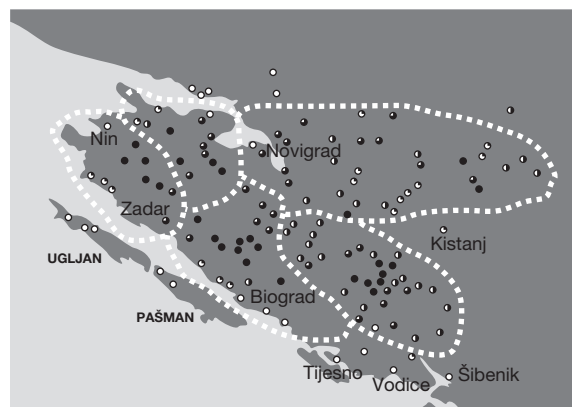 Nin
Novigrad
Zadar
Kistanj
UGLJAN
Biograd
PAŠMAN
Tijesno
Vodice
Šibenik